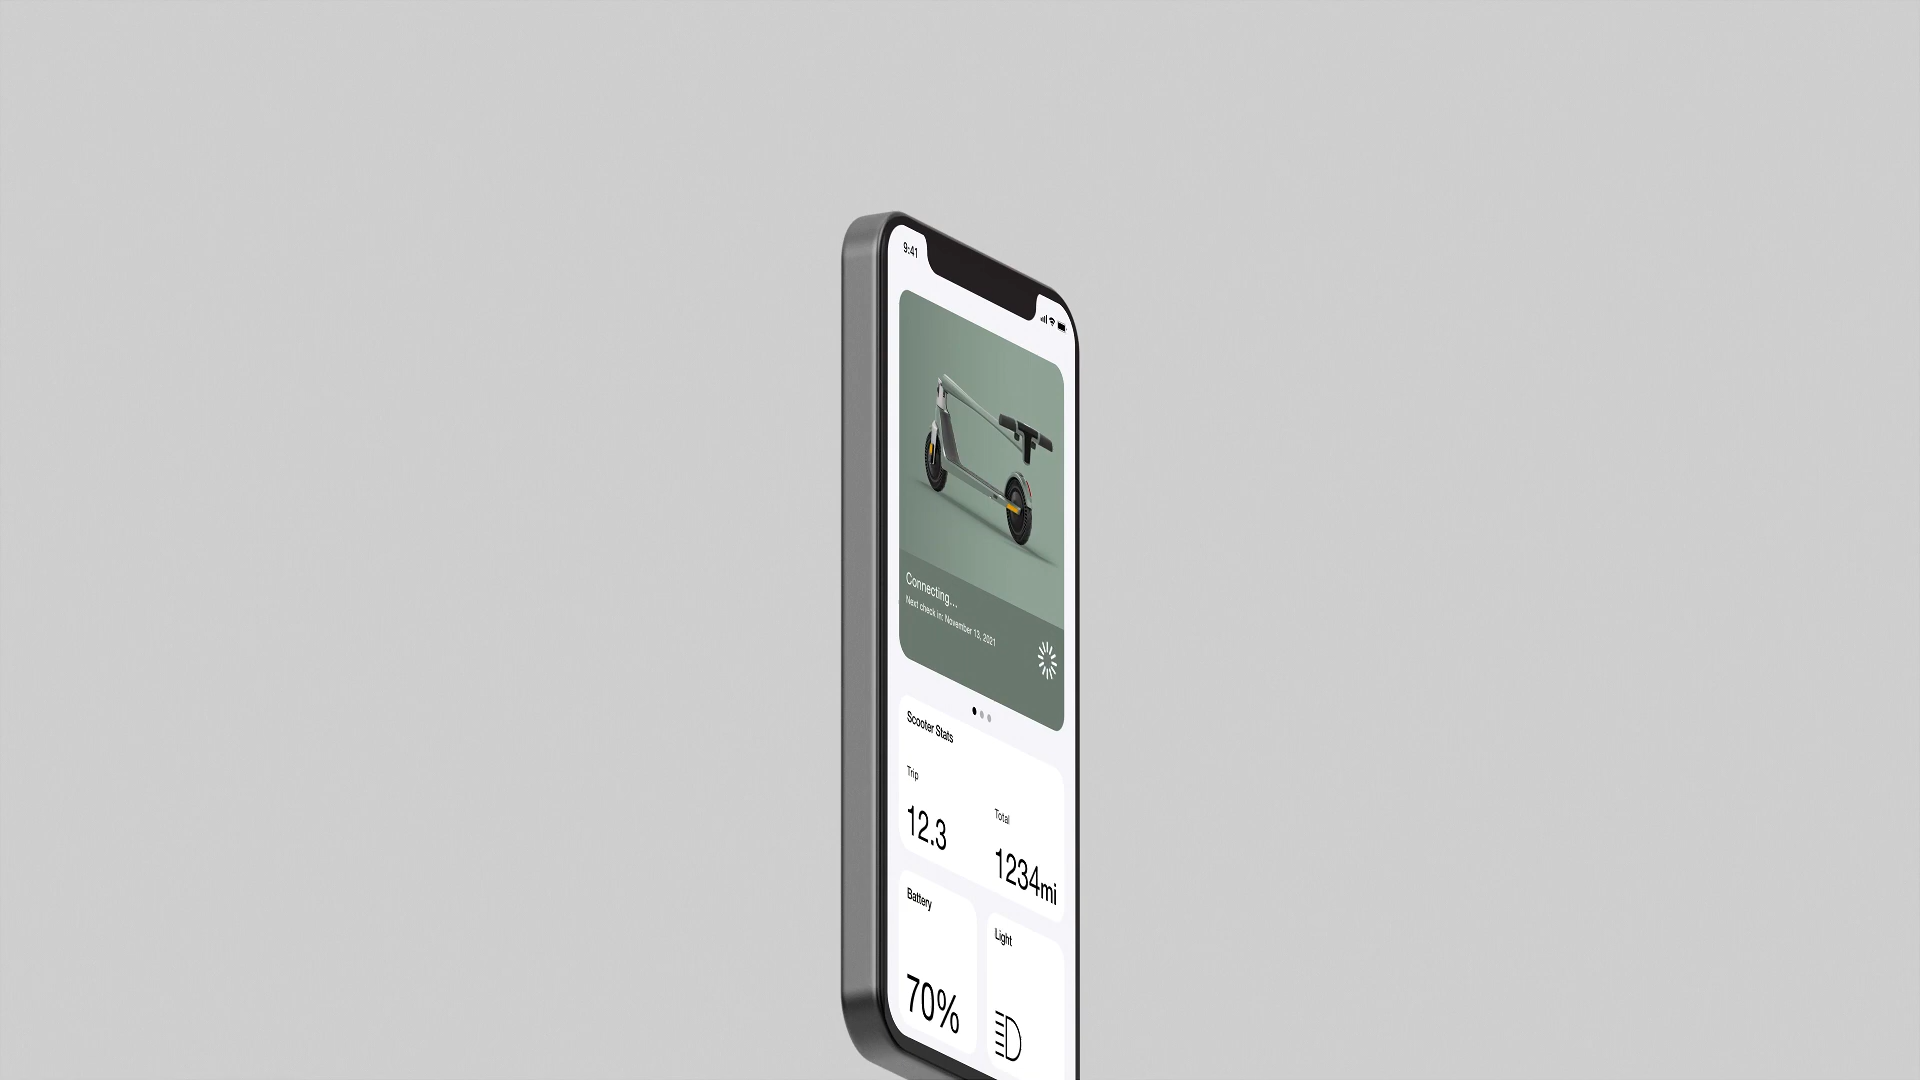 9:41
Connecting...
Next check in: November 13, 2021
Scooter Stats
Trip
Total
12.3
1234mi
Battery
Light
70%